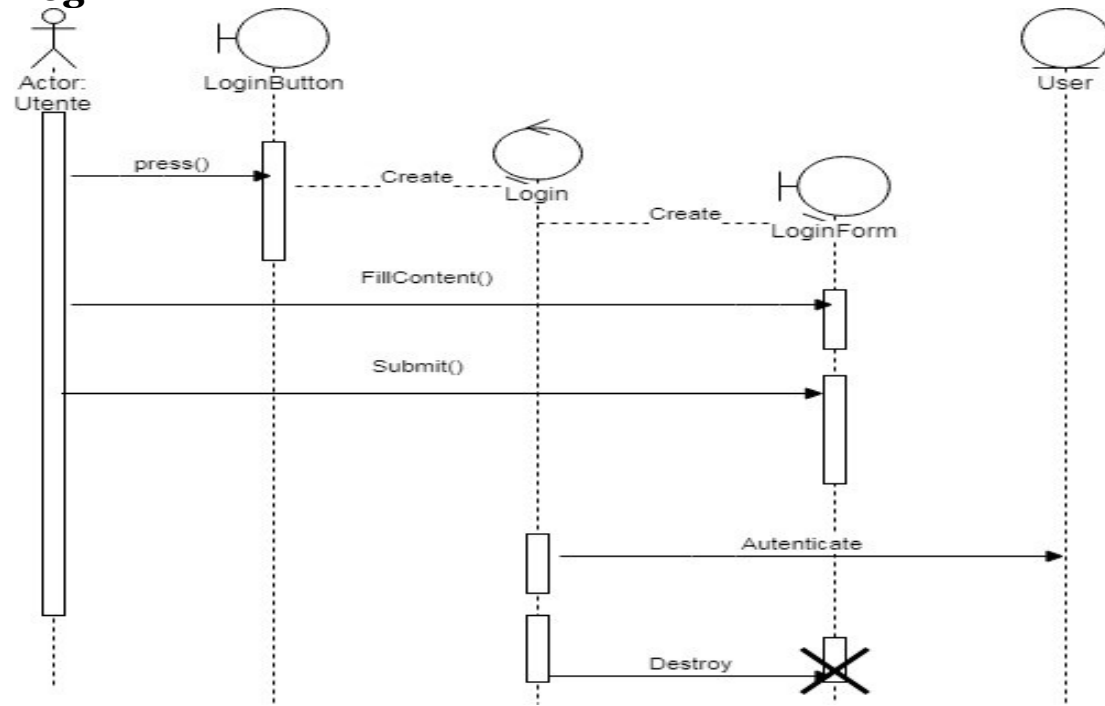 Actor:
Utente
LoginButton
User
press()
Create
Login
Create
LoginForm
FillContent()
Submit()
Autenticate
Destroy